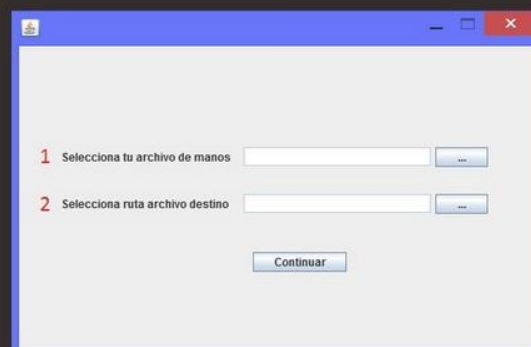 1 Selecciona tu archivo de manos ...
2 Selecciona ruta archivo destino ...
Continuar